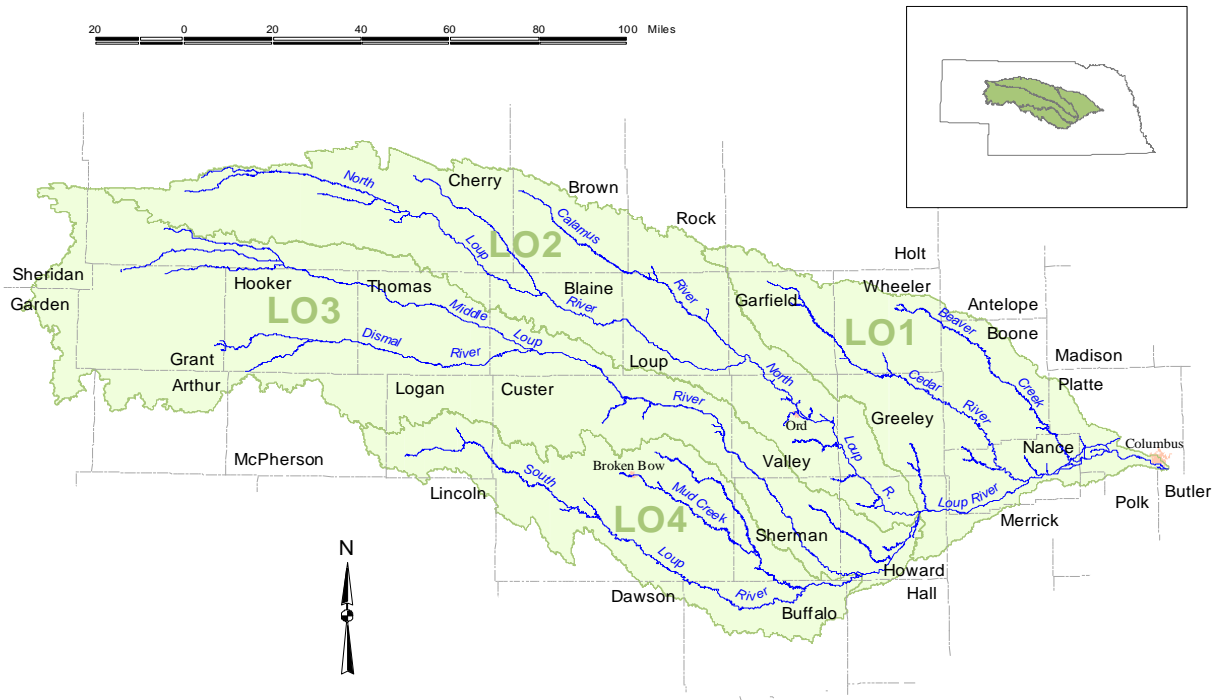 20 0 20 40 60 80 100 Miles
Cherry
Brown
North
Calamus
Rock
LO2
Loup
Holt
Sheridan
Garden
Hooker
Thomas
Blaine
River
River
Garfield
Wheeler
Antelope
LO3
Middle
Loup
LO1
Beaver
Boone
Dismal
River
Grant
Arthur
Loup
Madison
Platte
Logan
Custer
North
Cedar
Creek
River
River
Greeley
Ord
Loup
Nance
Columbus
McPherson
Broken Bow
Valley
Lincoln
South
Mud Creek
R.
Loup River
Polk
Butler
LO4
Merrick
Sherman
N
Loup
Howard
Hall
Dawson
River
Buffalo